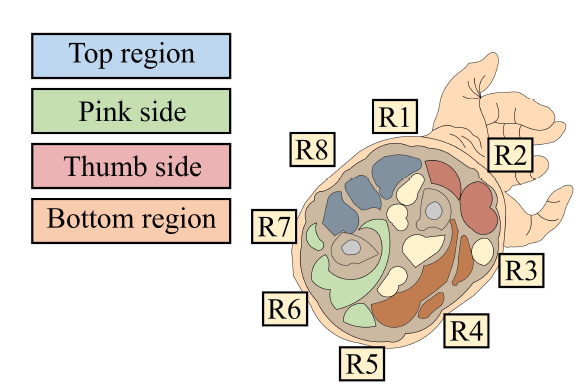 Top region
Pink side
Thumb side
Bottom region
R1
R2
R3
R4
R5
R6
R7
R8